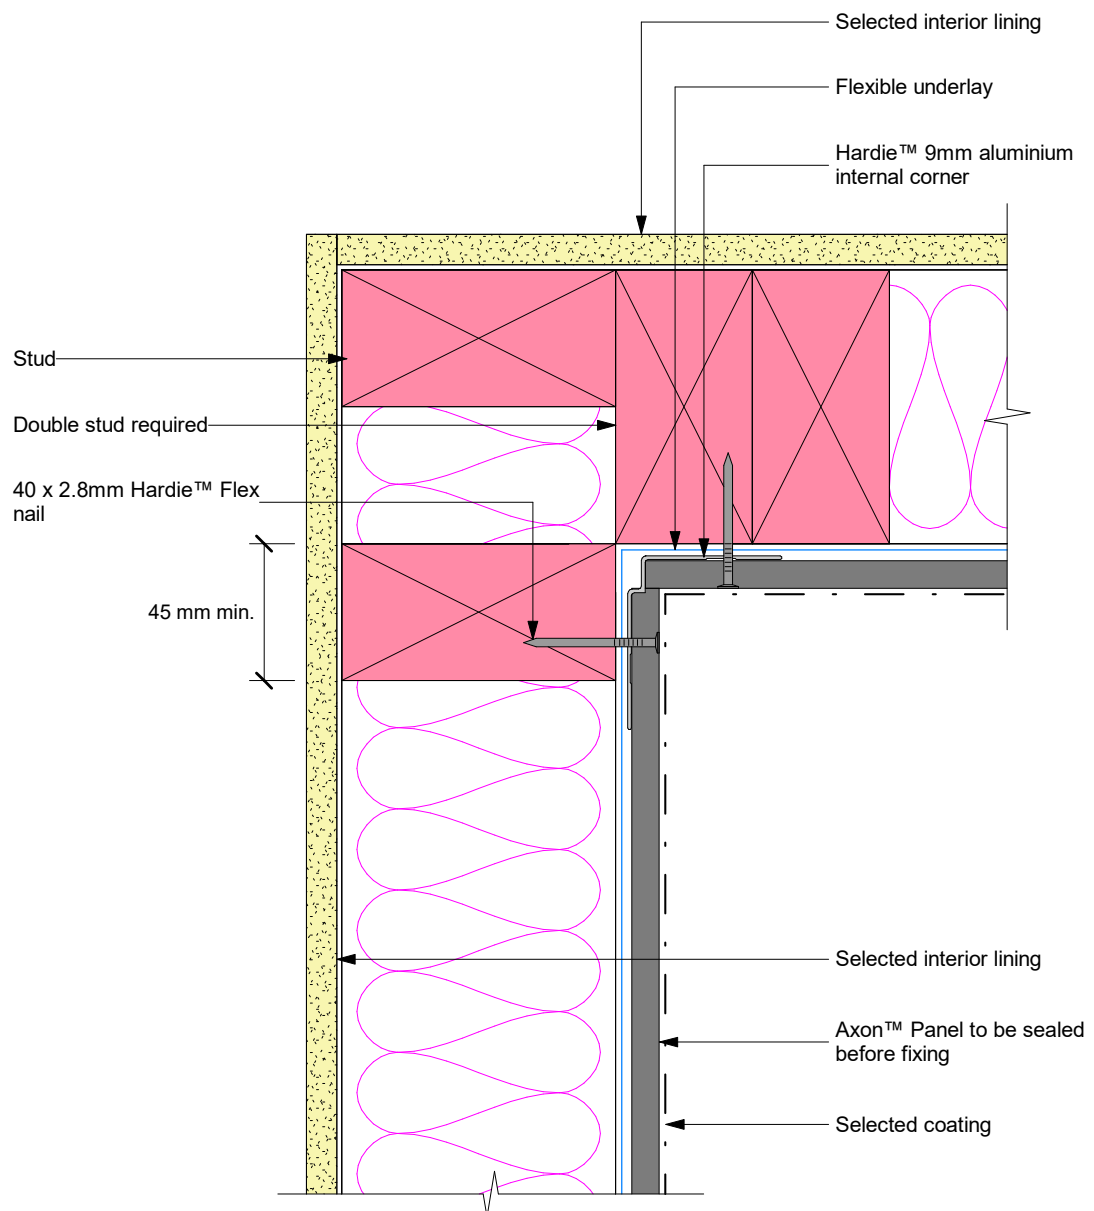 Selected interior lining
Flexible underlay
Hardie™ 9mm aluminium
internal corner
Stud
Double stud required
40 x 2.8mm Hardie™ Flex
nail
45 mm min.
Selected interior lining
Axon™ Panel to be sealed
before fixing
Selected coating